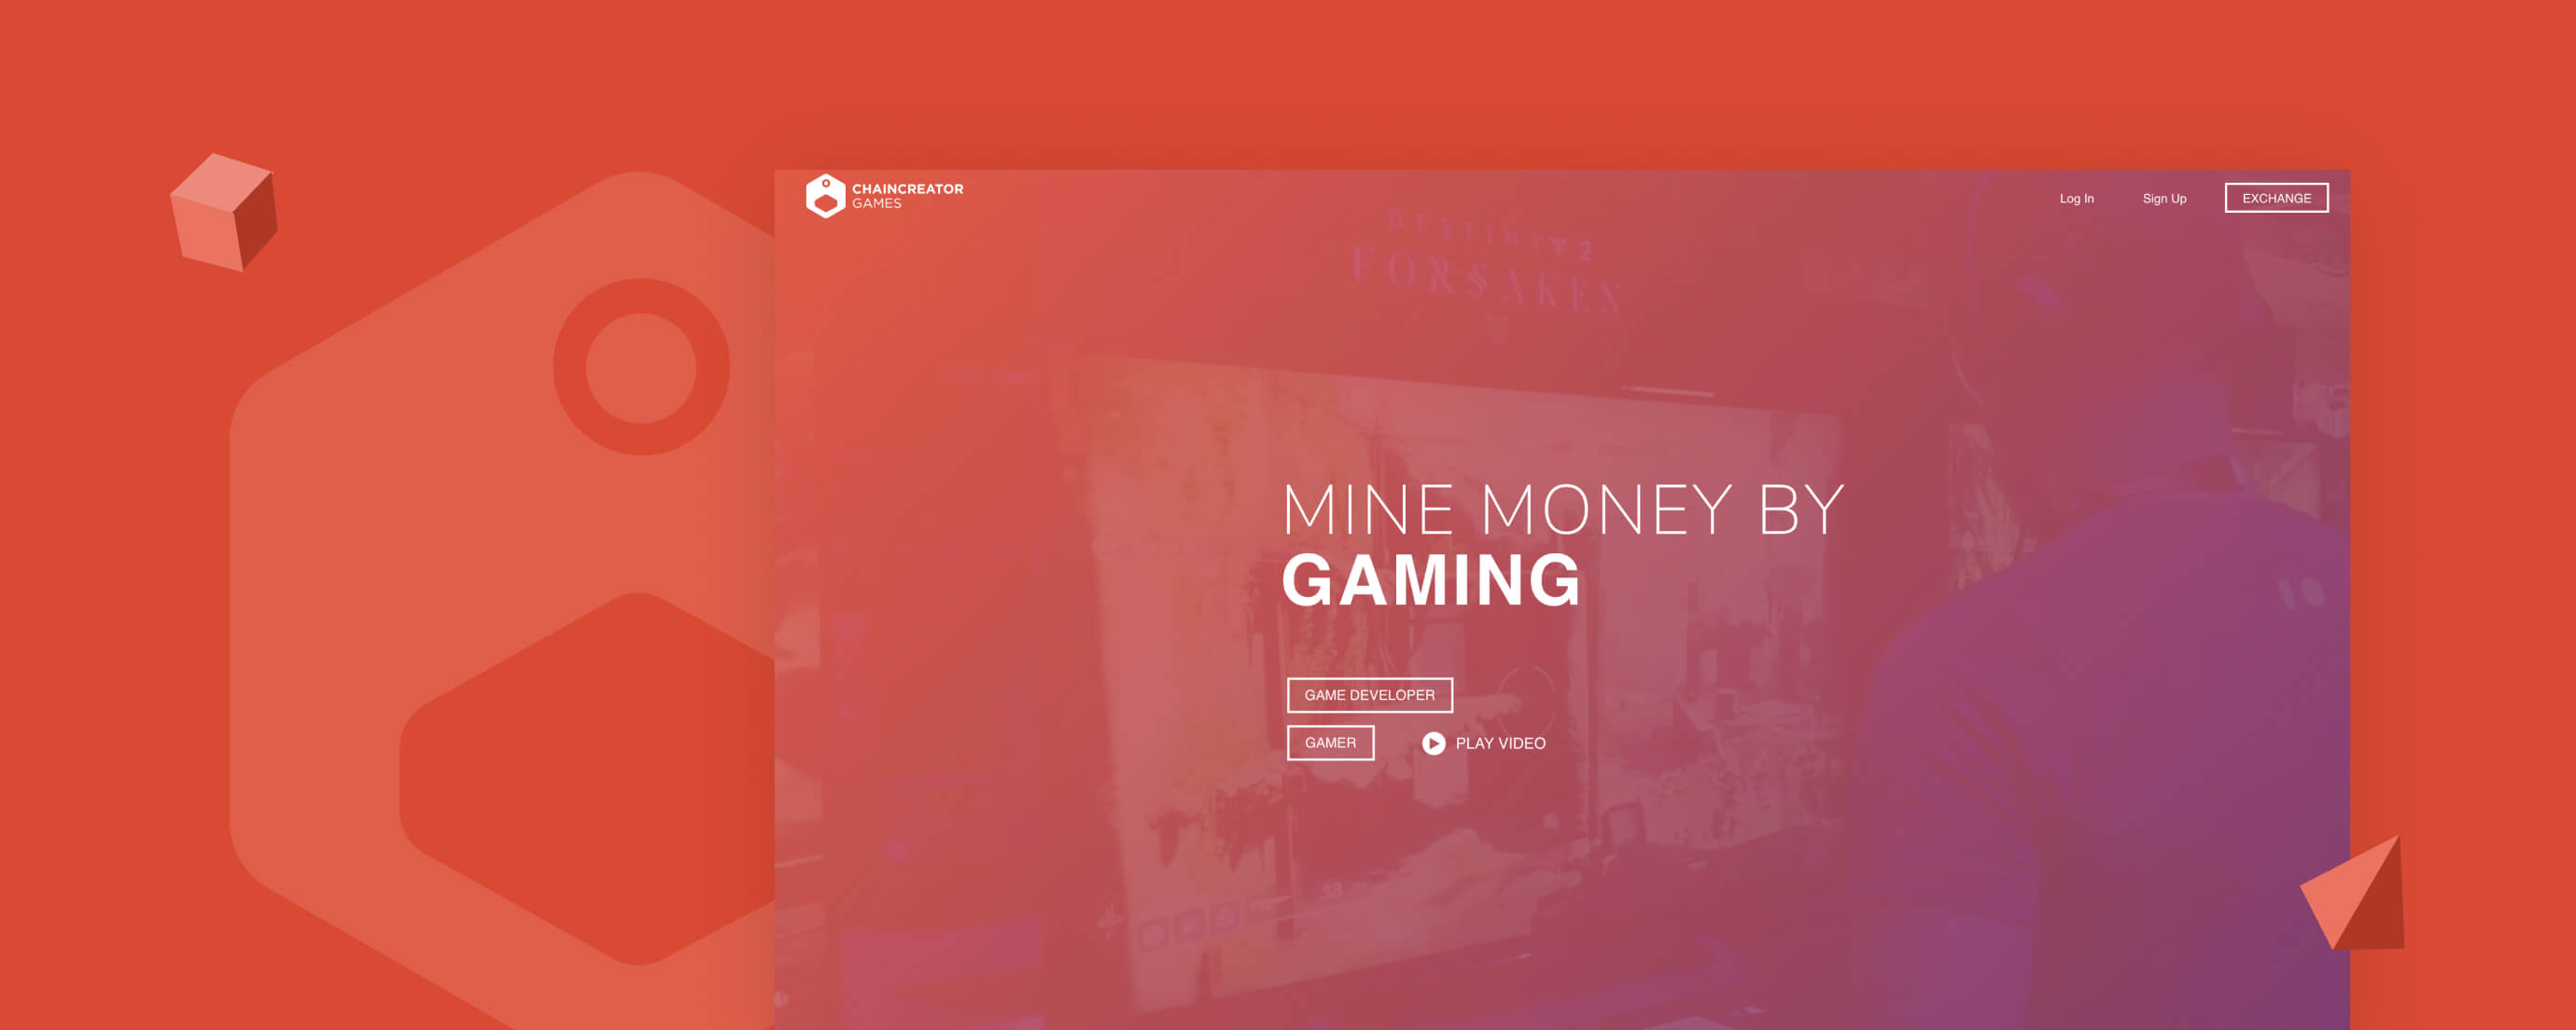 CHAINCREATOR
GAMES
Log In
Sign Up
EXCHANGE
DESTINY 2
FORSAKEN
MINE MONEY BY
GAMING
GAME DEVELOPER
GAMER
PLAY VIDEO
38